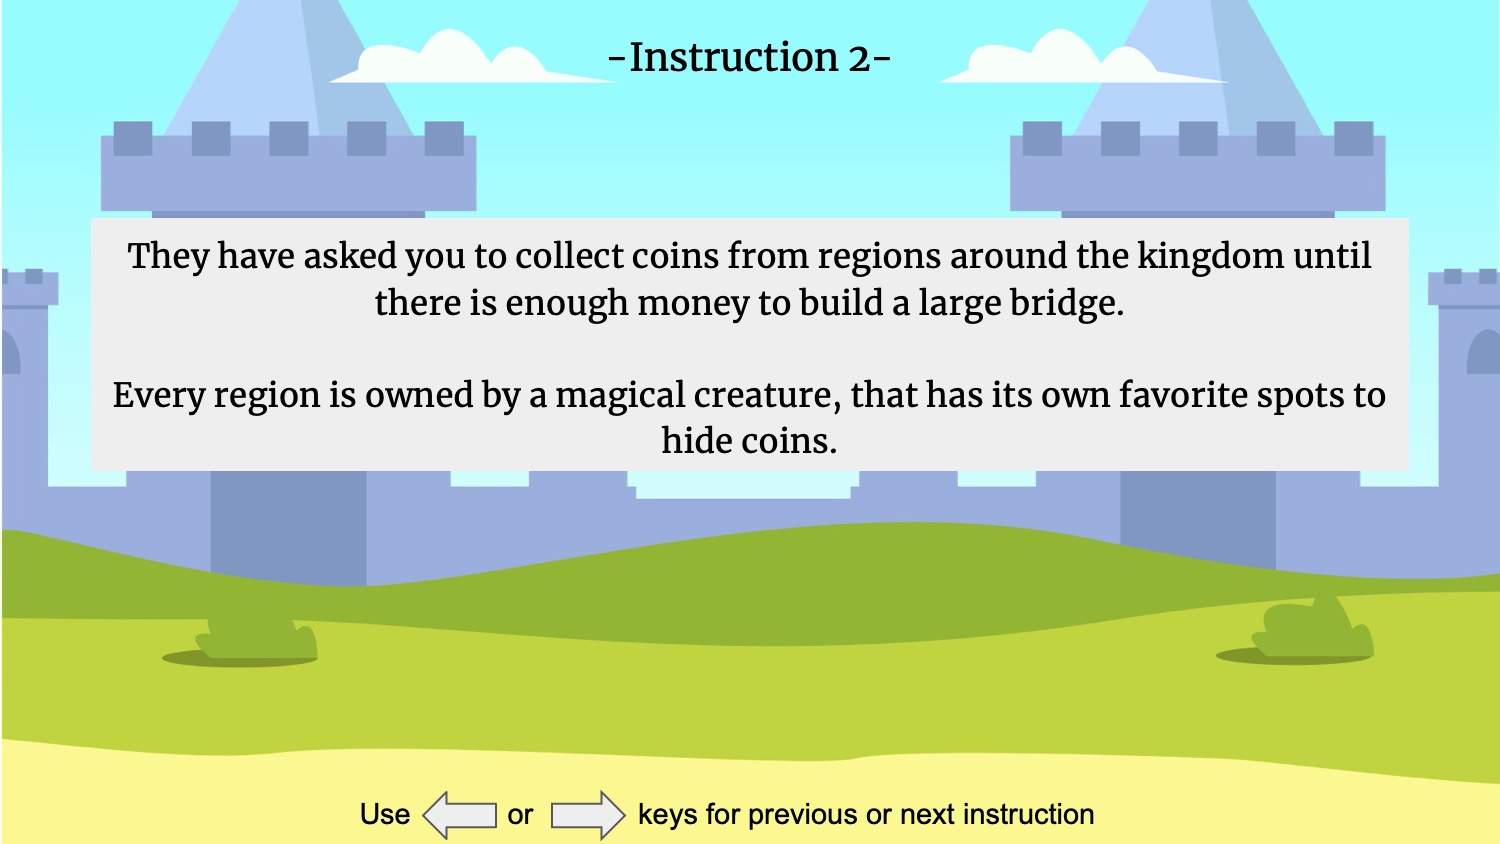 -Instruction 2-
They have asked you to collect coins from regions around the kingdom until
there is enough money to build a large bridge.
Every region is owned by a magical creature, that has its own favorite spots to
hide coins.
Use or keys for previous or next instruction